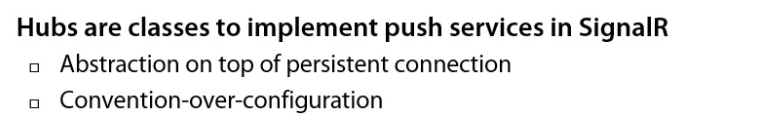 Hubs are classes to implement push services in SignalR
Abstraction on top of persistent connection
Convention-over-configuration